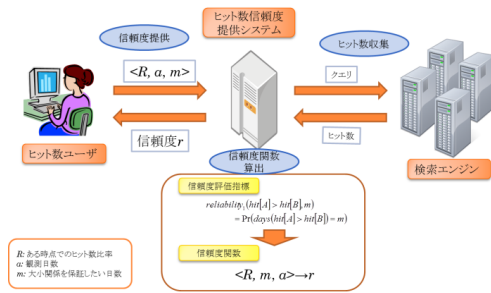 ヒット数信頼度
提供システム
信頼度提供
ヒット数収集
<R, a, m>
クエリ
信頼度r
ヒット数
ヒット数ユーザ
信頼度関数
算出
検索エンジン
信頼度評価指標
reliability(hit[A] > hit[B], m)
= Pr(days(hit[A] > hit[B]) = m)
信頼度関数
<R, m, a>→r
R: ある時点でのヒット数比率
a: 観測日数
m: 大小関係を保証したい日数